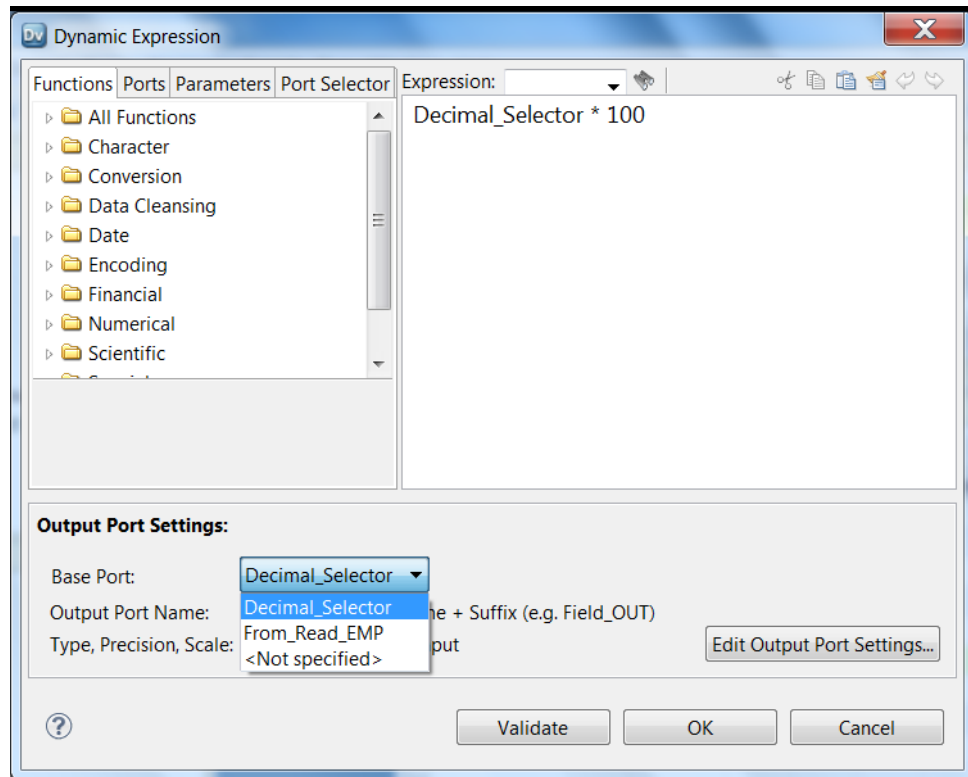 Dv Dynamic Expression
Functions Ports Parameters Port Selector
All Functions
Character
Conversion
Data Cleansing
Date
Encoding
Financial
Numerical
Scientific
Expression:
Decimal_Selector * 100
Output Port Settings:
Base Port: Decimal_Selector
Decimal_Selector
From_Read_EMP
<Not specified>
Output Port Name: + Suffix (e.g. Field_OUT)
Type, Precision, Scale:
Edit Output Port Settings...
?
Validate OK Cancel